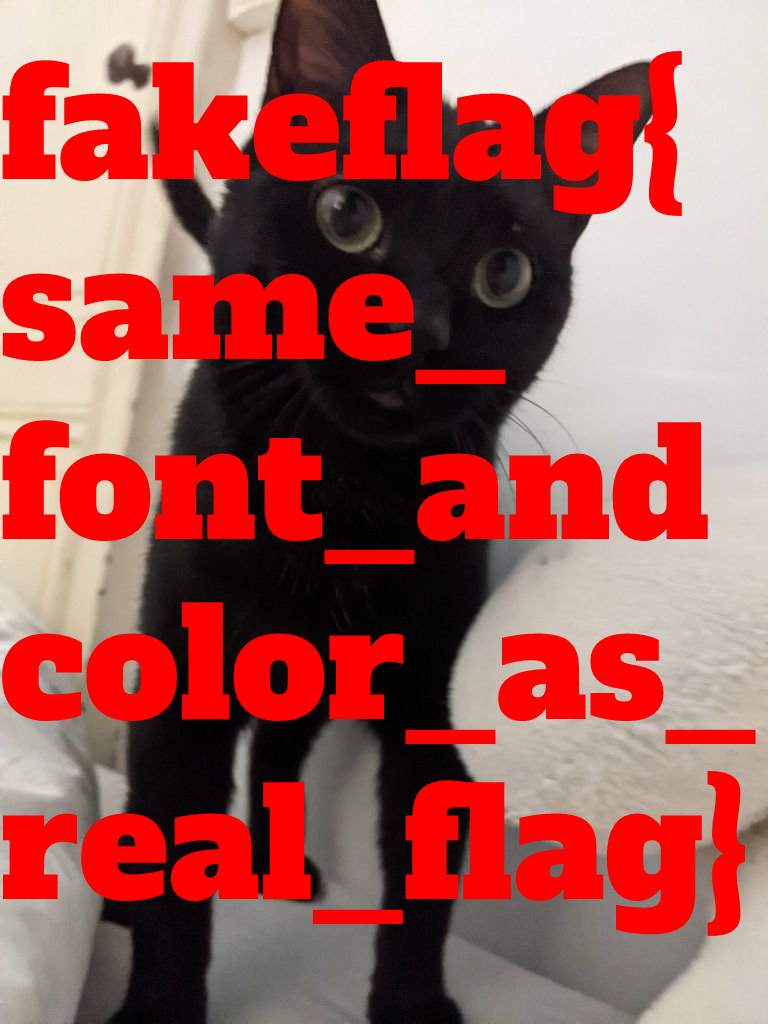 fakeflag{
same_
font_and
color_as_
real_flag}